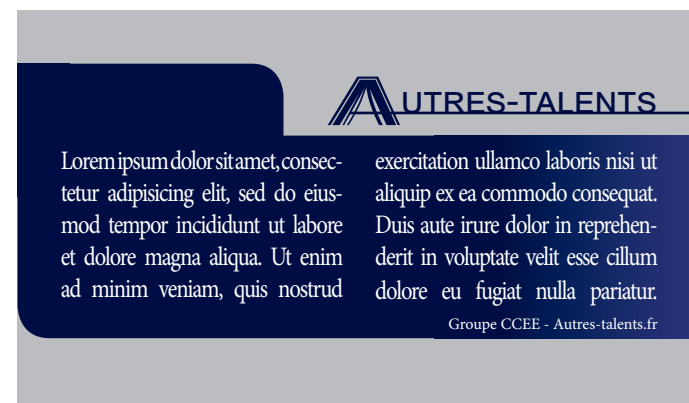 AUTRES-TALENTS
Lorem ipsum dolor sit amet, consec-
tetur adipisicing elit, sed do eius-
mod tempor incididunt ut labore
et dolore magna aliqua. Ut enim
ad minim veniam, quis nostrud
exercitation ullamco laboris nisi ut
aliquip ex ea commodo consequat.
Duis aute irure dolor in reprehen-
derit in voluptate velit esse cillum
dolore eu fugiat nulla pariatur.
Groupe CCEE - Autres-talents.fr